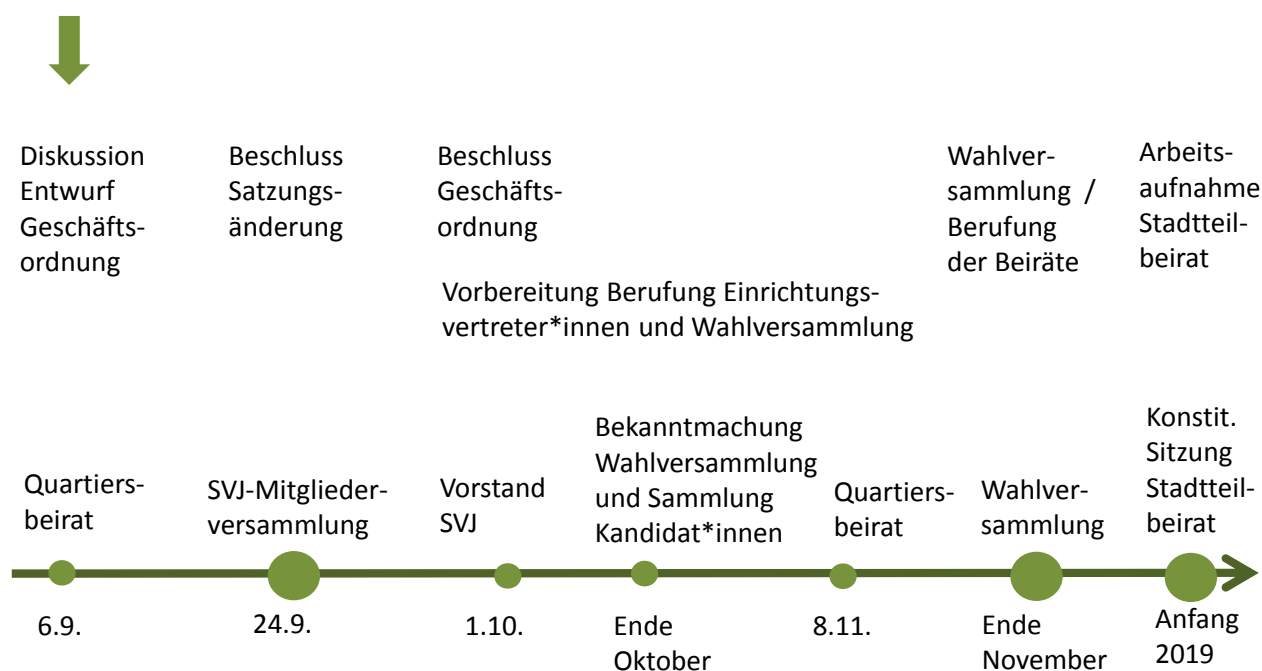 Diskussion
Entwurf
Geschäfts-
ordnung
Beschluss
Satzungs-
änderung
Beschluss
Geschäfts-
ordnung
Wahlver-
sammlung /
Berufung
der Beiräte
Arbeits-
aufnahme
Stadtteil-
beirat
Vorbereitung Berufung Einrichtungs-
vertreter*innen und Wahlversammlung
Quartiers-
beirat
SVJ-Mitglieder-
versammlung
Vorstand
SVJ
Bekanntmachung
Wahlversammlung
und Sammlung
Kandidat*innen
Quartiers-
beirat
Wahlver-
sammlung
Konstit.
Sitzung
Stadtteil-
beirat
6.9.
24.9.
1.10.
Ende
Oktober
8.11.
Ende
November
Anfang
2019